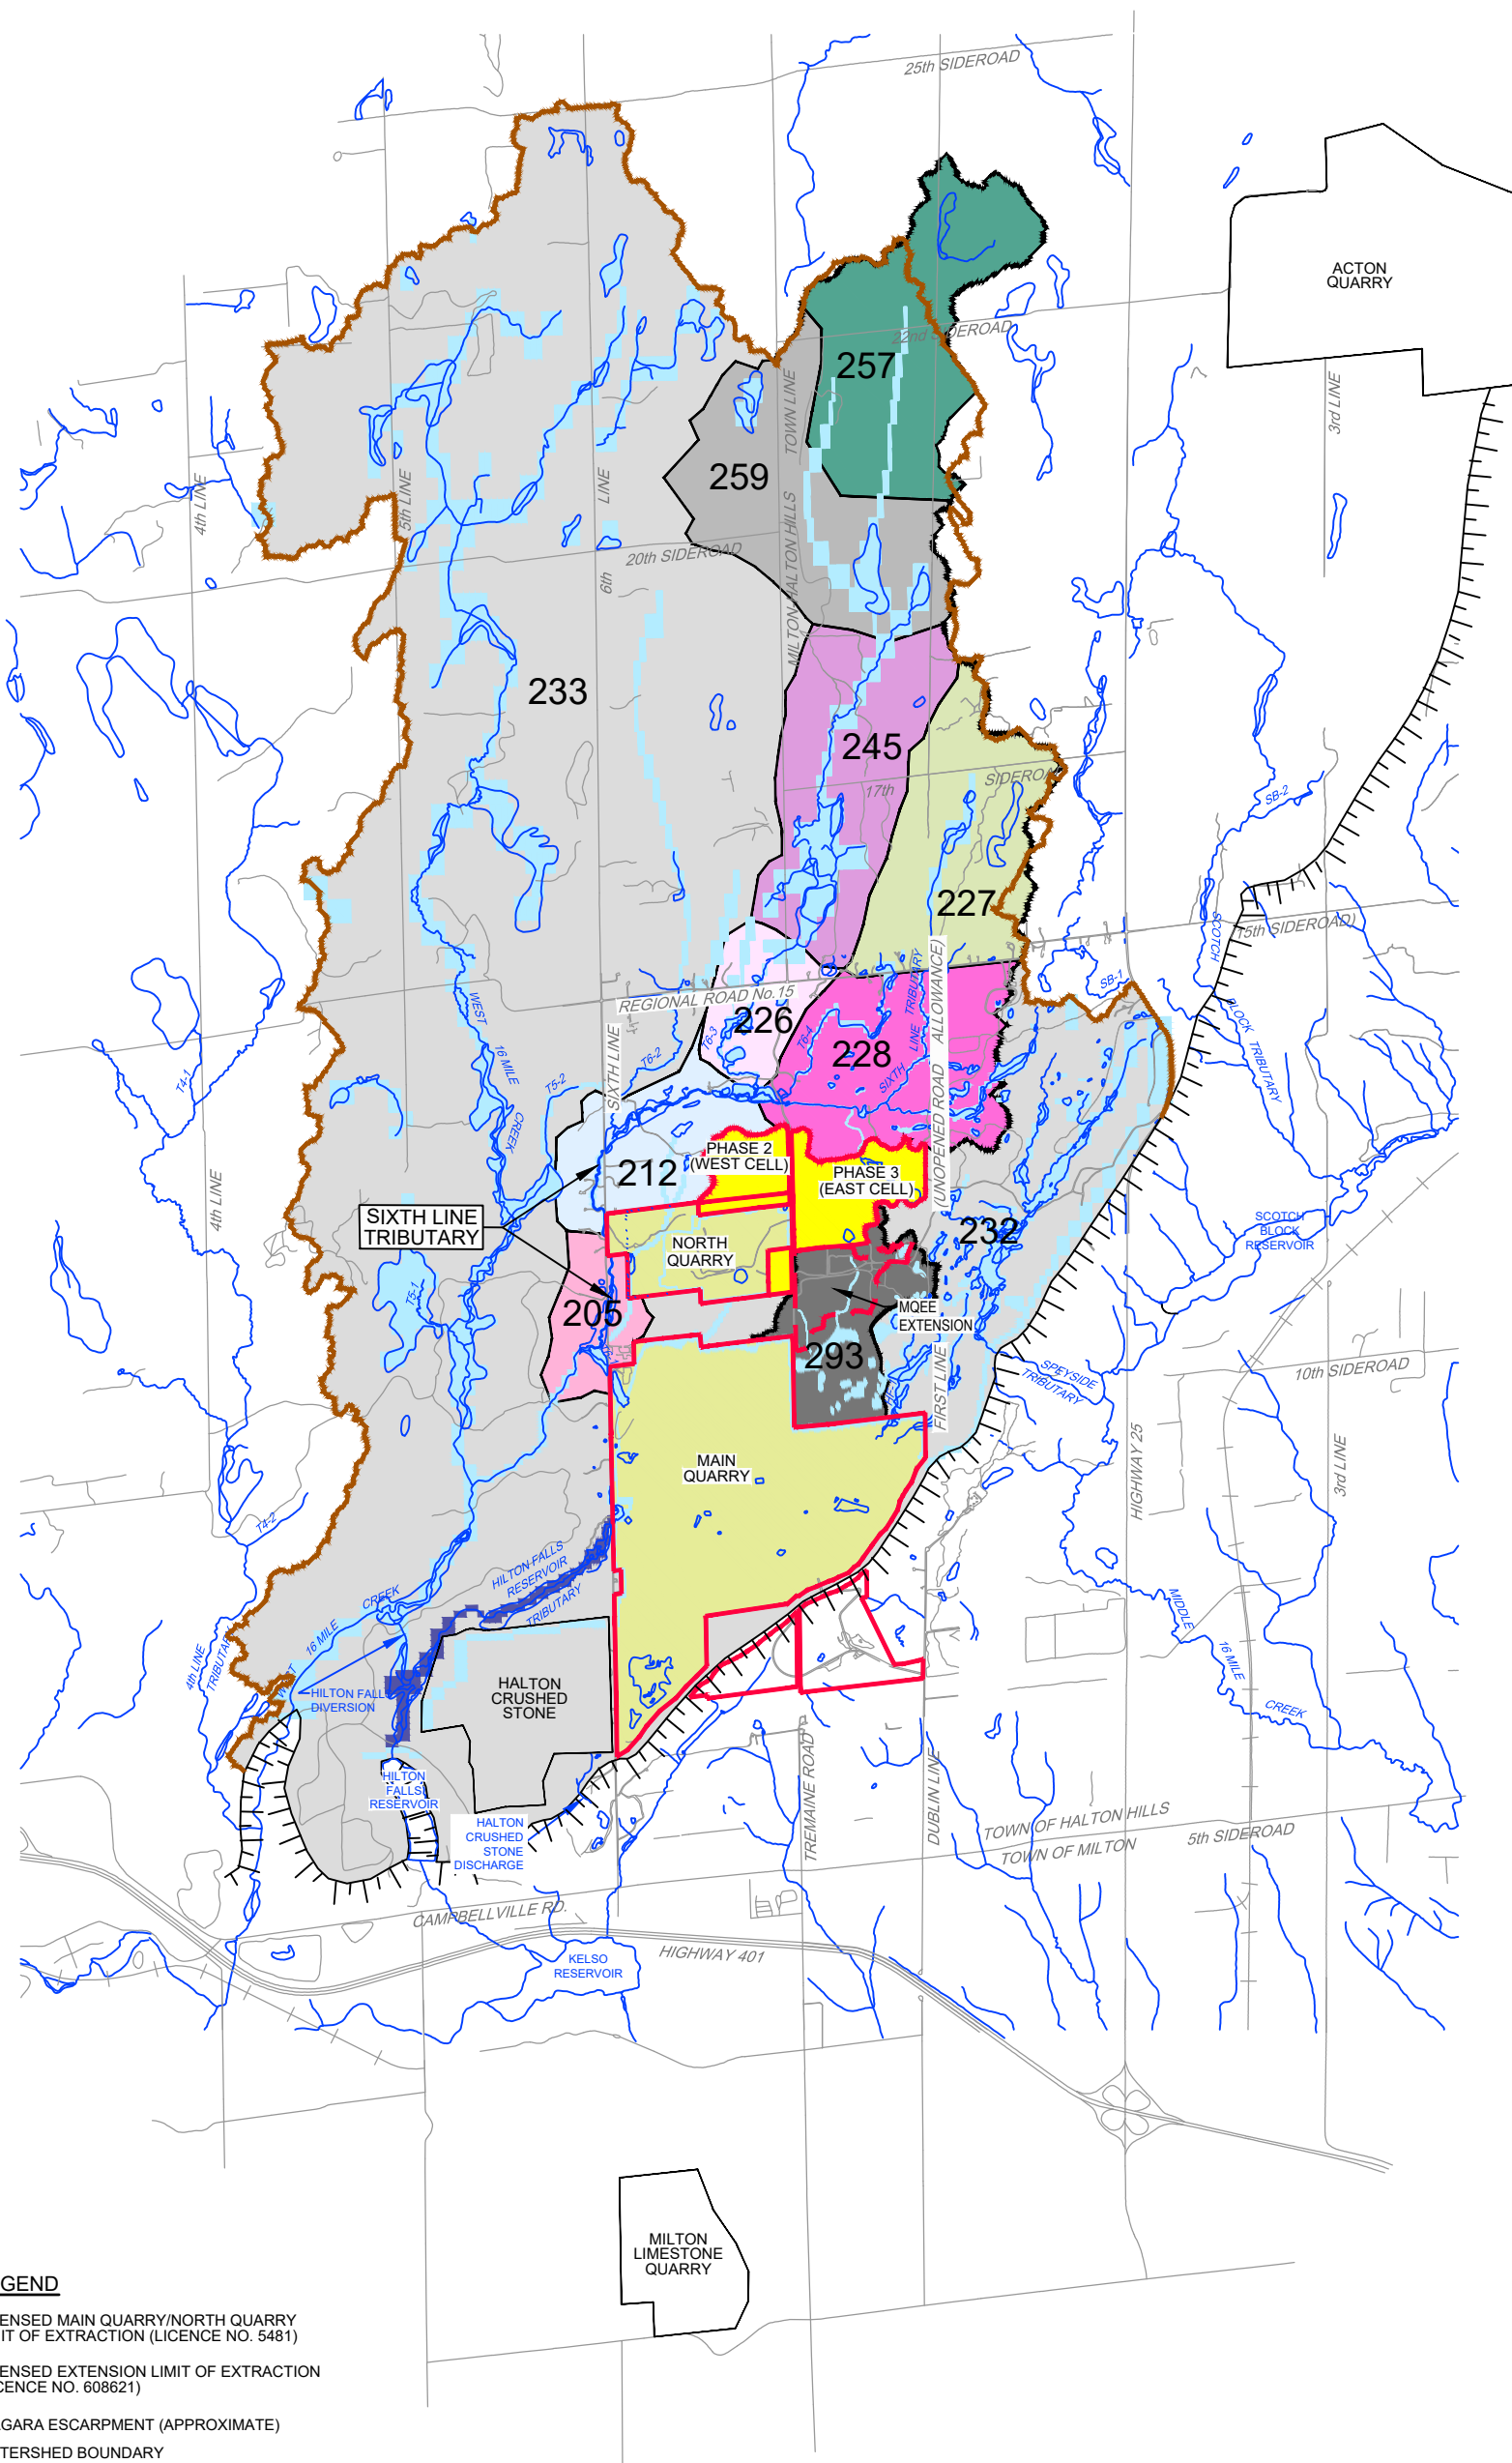 25th SIDEROAD
ACTON
QUARRY
22nd SIDEROAD
257
TOWN LINE
3rd LINE
259
4th LINE
5th LINE
LINE
6th
20th SIDEROAD
MILTON-HALTON HILLS
233
245
17th
SIDEROA
SB-2
227
SCOTCH
15th SIDEROAD)
WEST
16 MILE
CREEK
REGIONAL ROAD No.15
SB-1
BLOCK TRIBUTARY
226
T6-3
T6-4
228
SIXTH LINE TRIBUTARY
(UNOPENED ROAD ALLOWANCE)
T6-2
T5-2
SIXTH LINE
T4-1
4th LINE
PHASE 2
(WEST CELL)
212
PHASE 3
(EAST CELL)
SIXTH LINE
TRIBUTARY
232
SCOTCH
BLOCK
RESERVOIR
NORTH
QUARRY
T5-1
205
MQEE
EXTENSION
293
FIRST LINE
SPEYSIDE
TRIBUTARY
10th SIDEROAD
HIGHWAY 25
3rd LINE
MAIN
QUARRY
T4-2
HILTON FALLS
RESERVOIR
TRIBUTARY
16 MILE
CREEK
4th LINE
TRIBUTAR
HILTON FALL
DIVERSION
HALTON
CRUSHED
STONE
MIDDLE
16 MILE
CREEK
HILTON
FALLS
RESERVOIR
HALTON
CRUSHED
STONE
DISCHARGE
TREMAINE ROAD
DUBLIN LINE
TOWN OF HALTON HILLS
TOWN OF MILTON
5th SIDEROAD
CAMPBELLVILLE RD.
HIGHWAY 401
KELSO
RESERVOIR
MILTON
LIMESTONE
QUARRY
GEND
ENSED MAIN QUARRY/NORTH QUARRY
IT OF EXTRACTION (LICENCE NO. 5481)
ENSED EXTENSION LIMIT OF EXTRACTION
CENCE NO. 608621)
GARA ESCARPMENT (APPROXIMATE)
TERSHED BOUNDARY